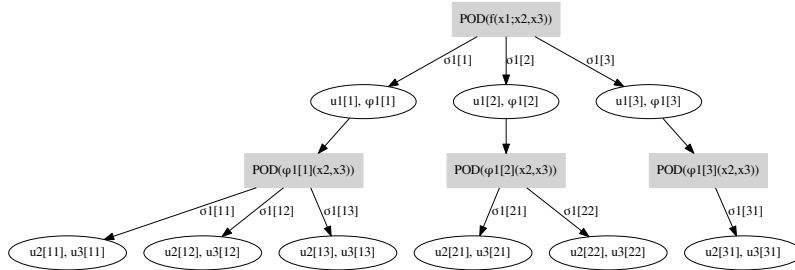 POD(f(x1;x2,x3))
σ1[1]
σ1[2]
σ1[3]
u1[1], φ1[1]
u1[2], φ1[2]
u1[3], φ1[3]
POD(φ1[1](x2,x3))
POD(φ1[2](x2,x3))
POD(φ1[3](x2,x3))
σ1[11]
σ1[12]
σ1[13]
σ1[21]
σ1[22]
σ1[31]
u2[11], u3[11]
u2[12], u3[12]
u2[13], u3[13]
u2[21], u3[21]
u2[22], u3[22]
u2[31], u3[31]